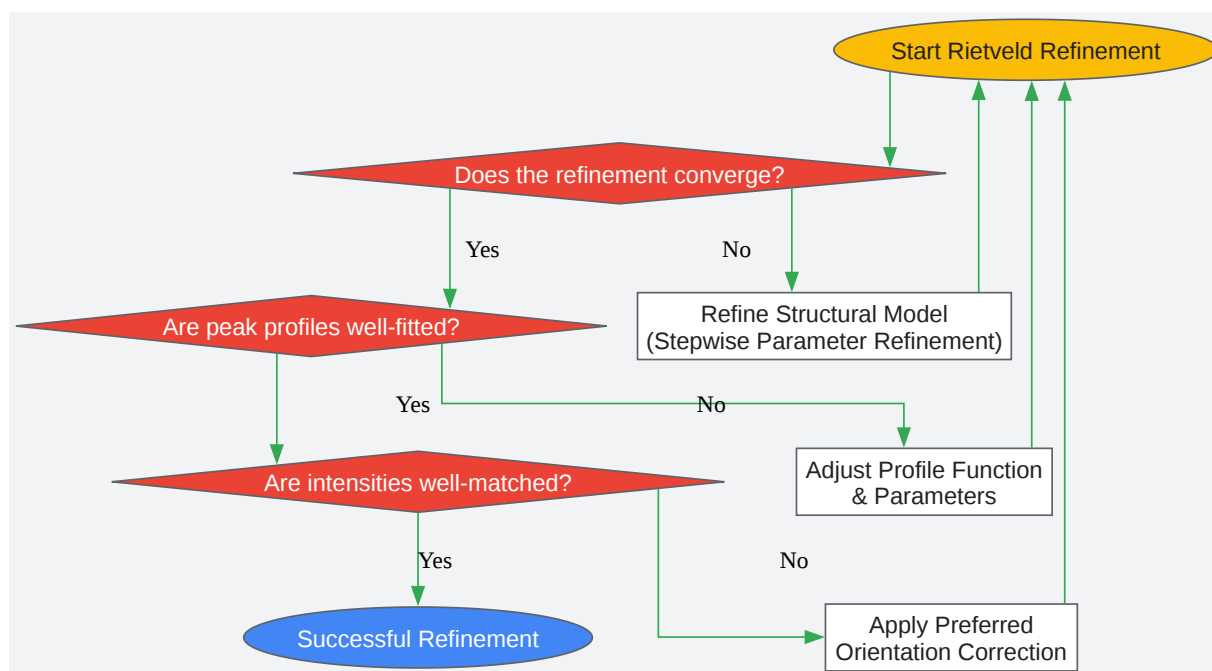 Start Rietveld Refinement
Does the refinement converge?
Yes
No
Refine Structural Model
(Stepwise Parameter Refinement)
Are peak profiles well-fitted?
Yes
No
Adjust Profile Function
& Parameters
Are intensities well-matched?
Yes
No
Apply Preferred
Orientation Correction
Successful Refinement